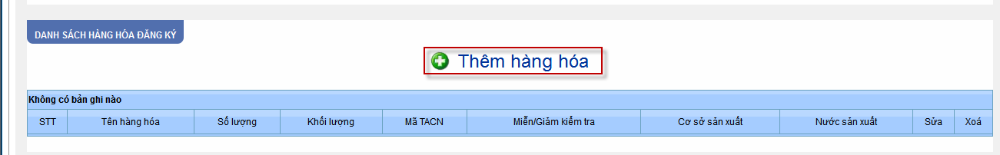 DANH SÁCH HÀNG HÓA ĐĂNG KÝ
Thêm hàng hóa
Không có bản ghi nào
STT Tên hàng hóa Số lượng Khối lượng Mã TACN Miễn/Giảm kiểm tra Cơ sở sản xuất Nước sản xuất Sửa Xoá